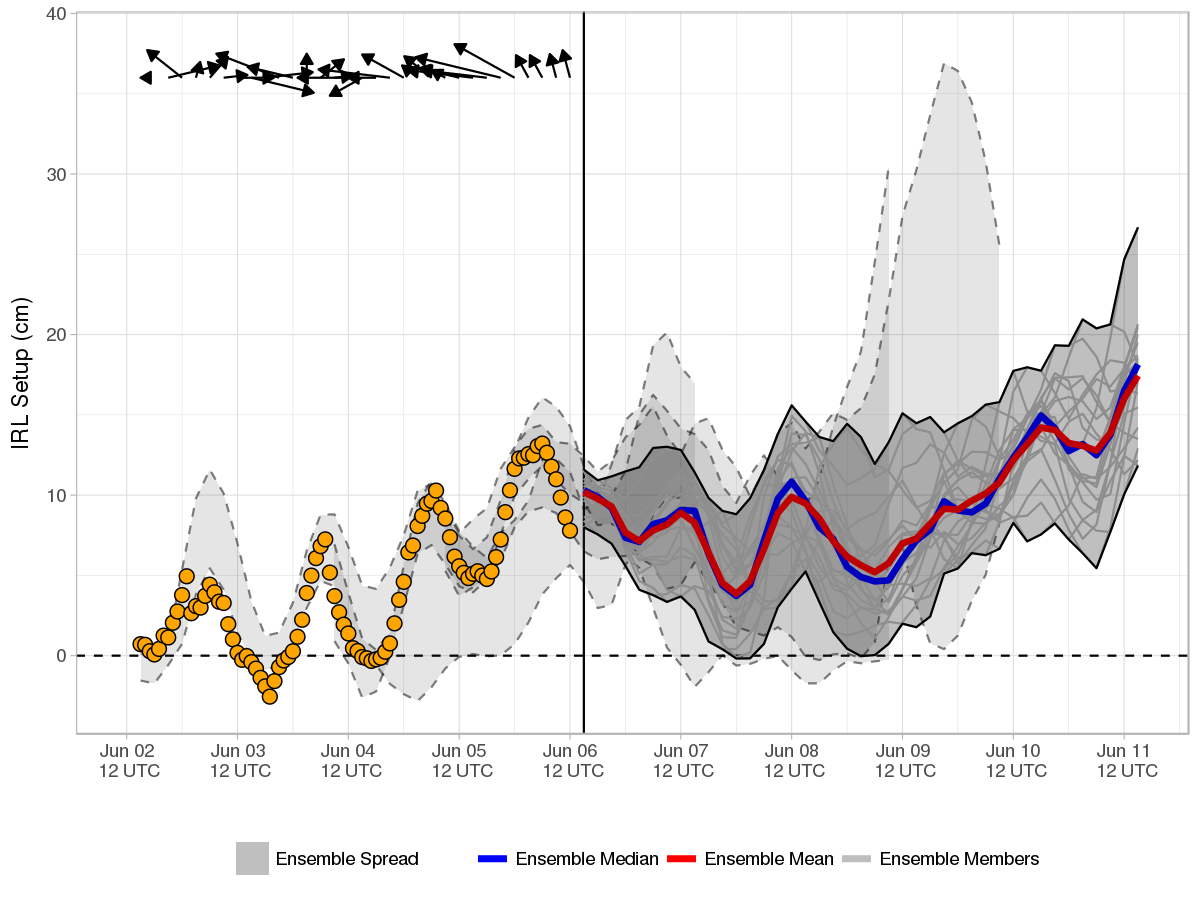 40
30
20
10
0
IRL Setup (cm)
Jun 02 Jun 03 Jun 04 Jun 05 Jun 06 Jun 07 Jun 08 Jun 09 Jun 10 Jun 11
12 UTC 12 UTC 12 UTC 12 UTC 12 UTC 12 UTC 12 UTC 12 UTC 12 UTC 12 UTC
Ensemble Spread Ensemble Median Ensemble Mean Ensemble Members